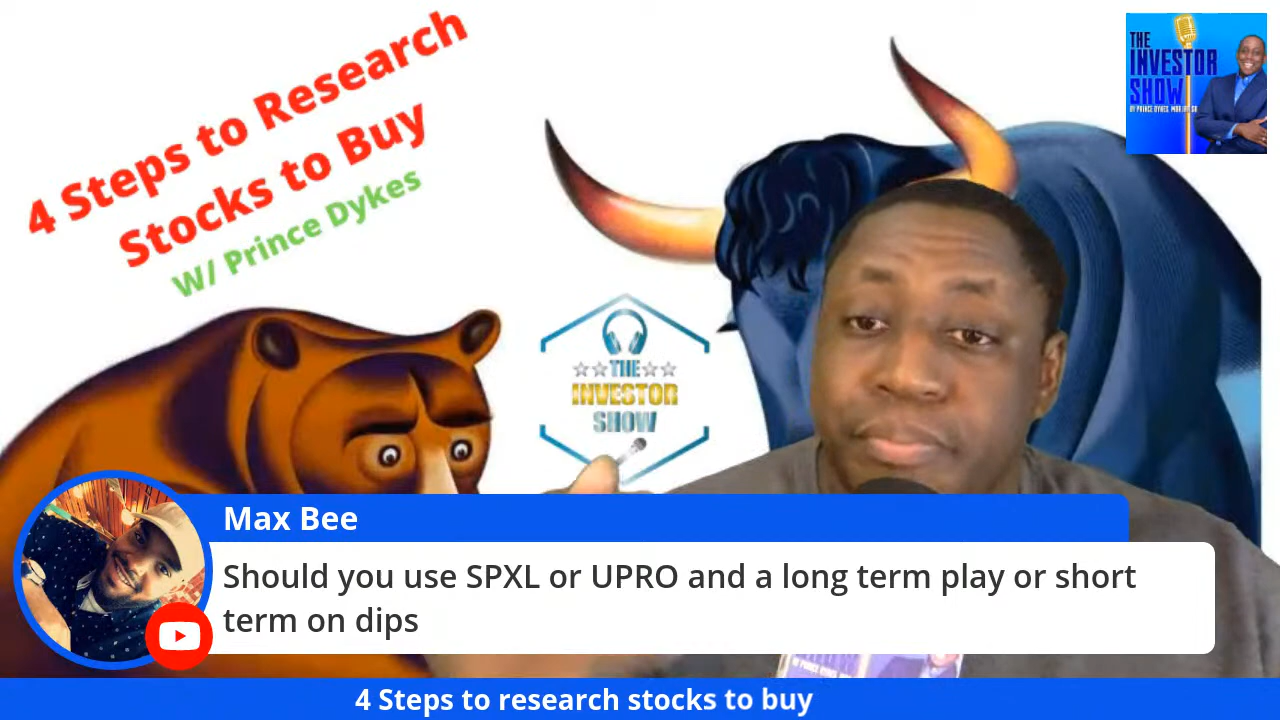 4 Steps to Research
Stocks to Buy
W/ Prince Dykes
THE
INVESTOR
SHOW
THE
INVESTOR
SHOW
Max Bee
Should you use SPXL or UPRO and a long term play or short
term on dips
4 Steps to research stocks to buy